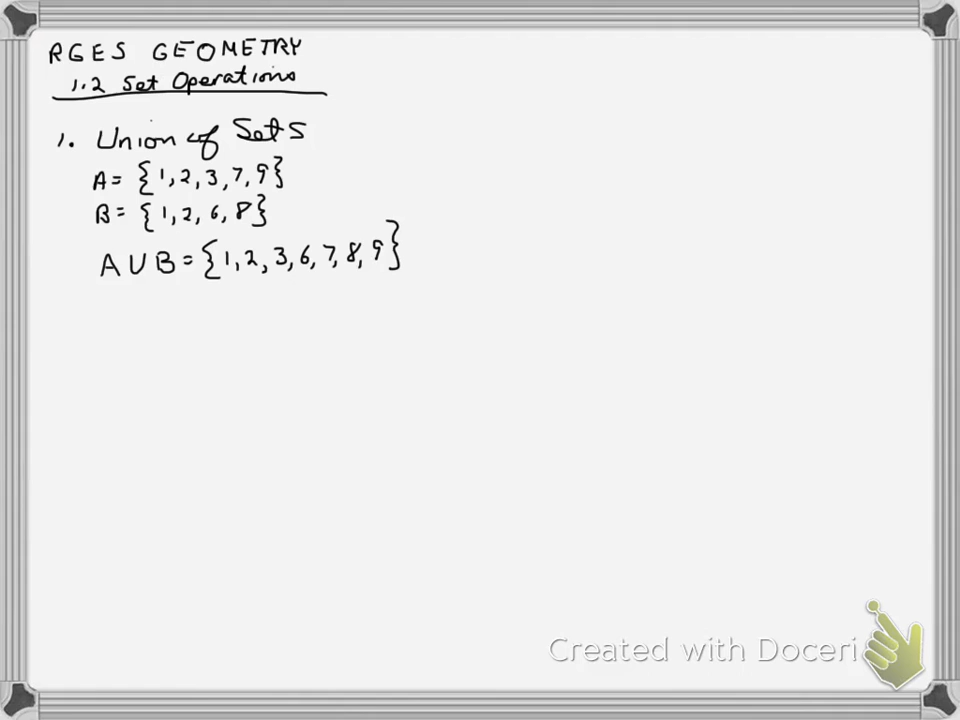 RGES GEOMETRY
1.2 Set Operations
1. Union of Sets
A = {1, 2, 3, 7, 9}
B = {1, 2, 6, 8}
A ∪ B = {1, 2, 3, 6, 7, 8, 9}
Created with Doceri